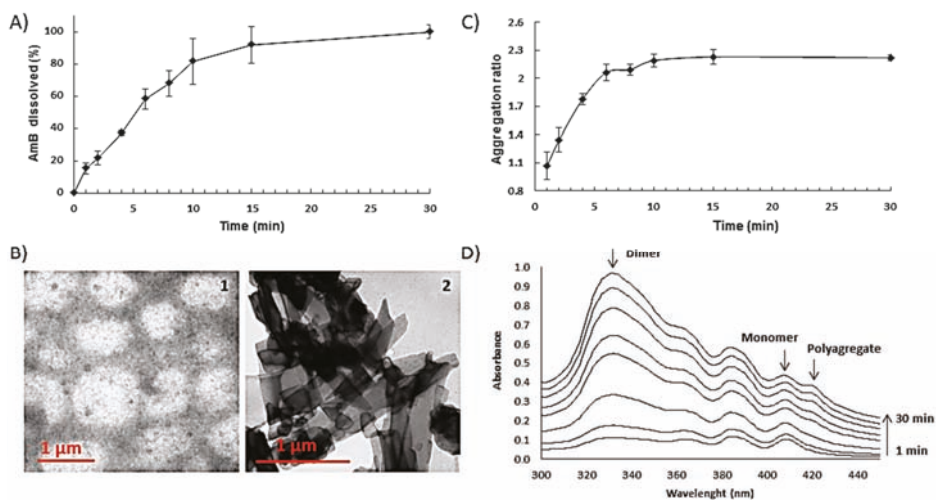 A)
AmB dissolved (%)
120
100
80
60
40
20
0
0 5 10 15 20 25 30
Time (min)
C)
Aggregation ratio
2.6
2.3
2
1.7
1.4
1.1
0.8
0 5 10 15 20 25 30
Time (min)
B)
1
1 μm
2
1 μm
D)
Dimer
Monomer
Polyagregate
Absorbance
1.0
0.9
0.8
0.7
0.6
0.5
0.4
0.3
0.2
0.1
0.0
30 min
1 min
300 320 340 360 380 400 420 440
Wavelenght (nm)